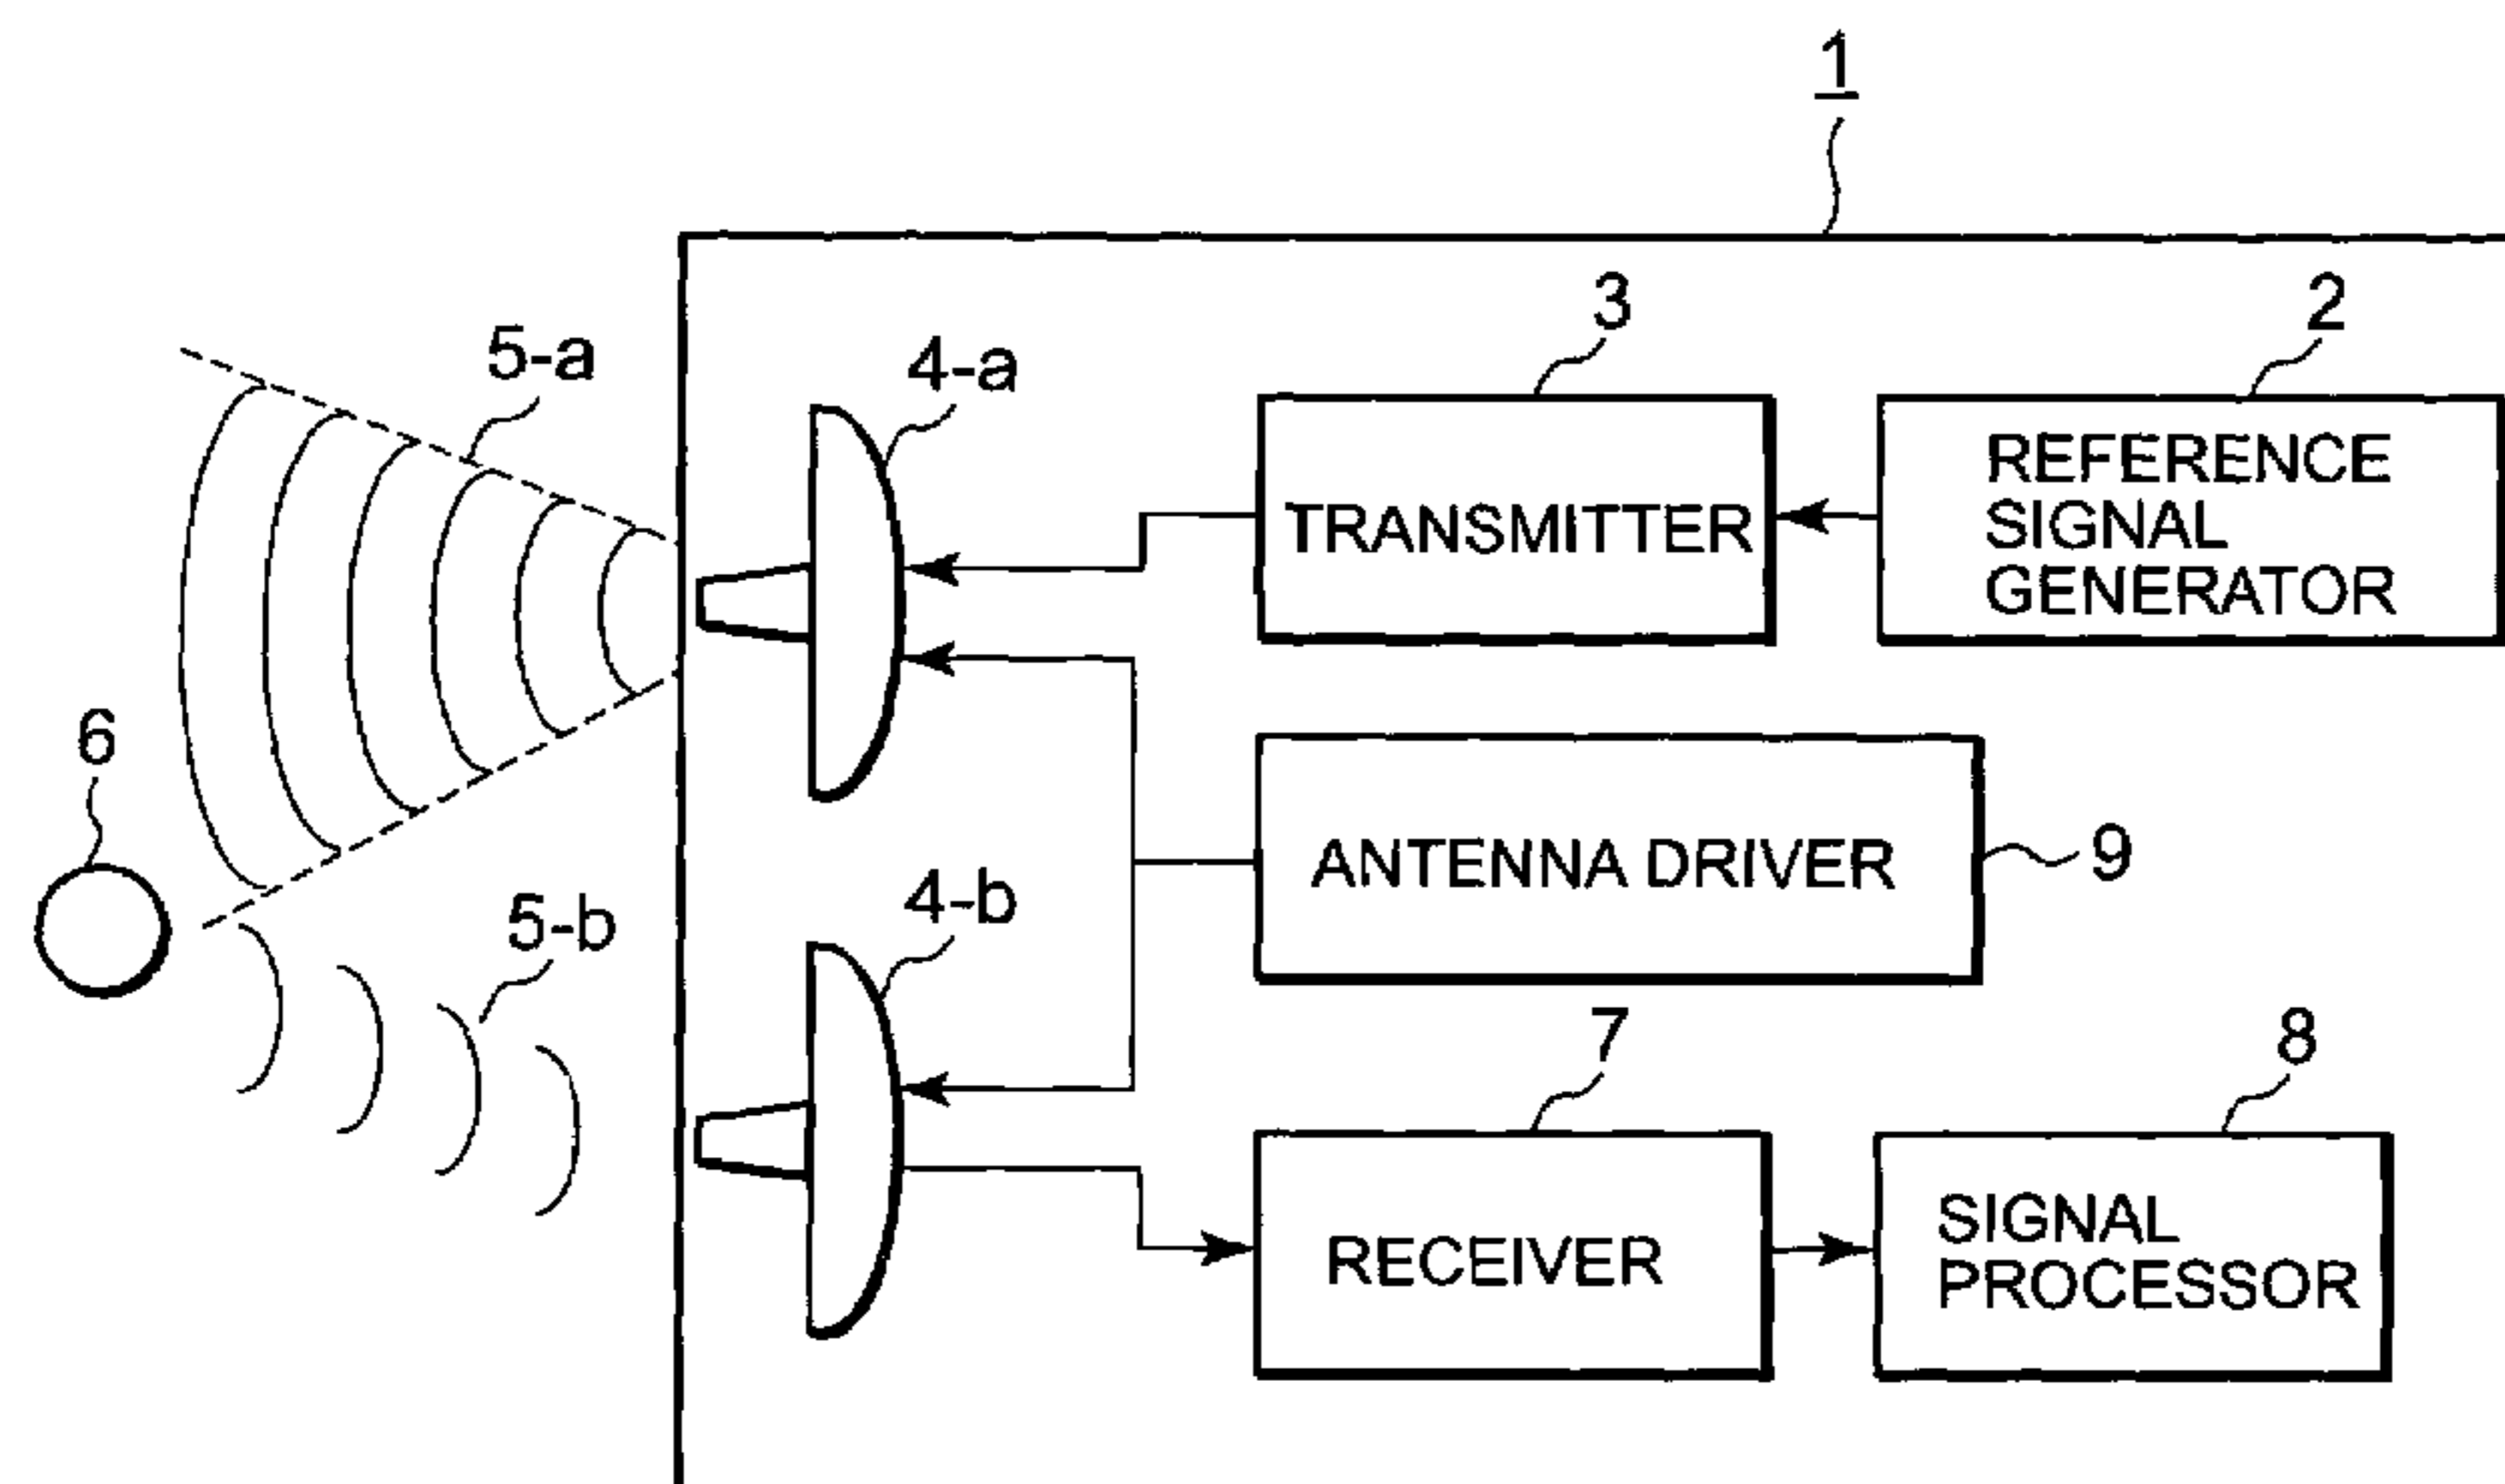 1
3
2
5-a
4-a
REFERENCE
SIGNAL
GENERATOR
TRANSMITTER
6
ANTENNA DRIVER
9
5-b
4-b
7
8
RECEIVER
SIGNAL
PROCESSOR